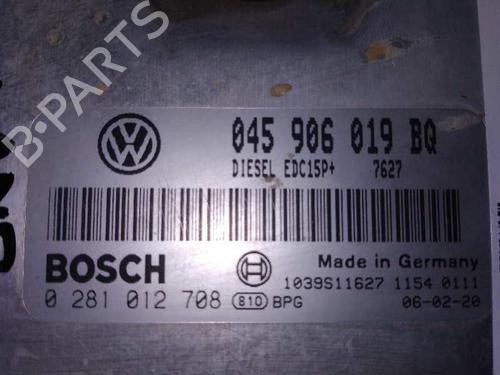 B-PARTS
045 906 019 BQ
DIESEL EDC15P+ 7627
BOSCH
Made in Germany
1039S11627 1154 0111
0 281 012 708 810 BPG 06-02-20